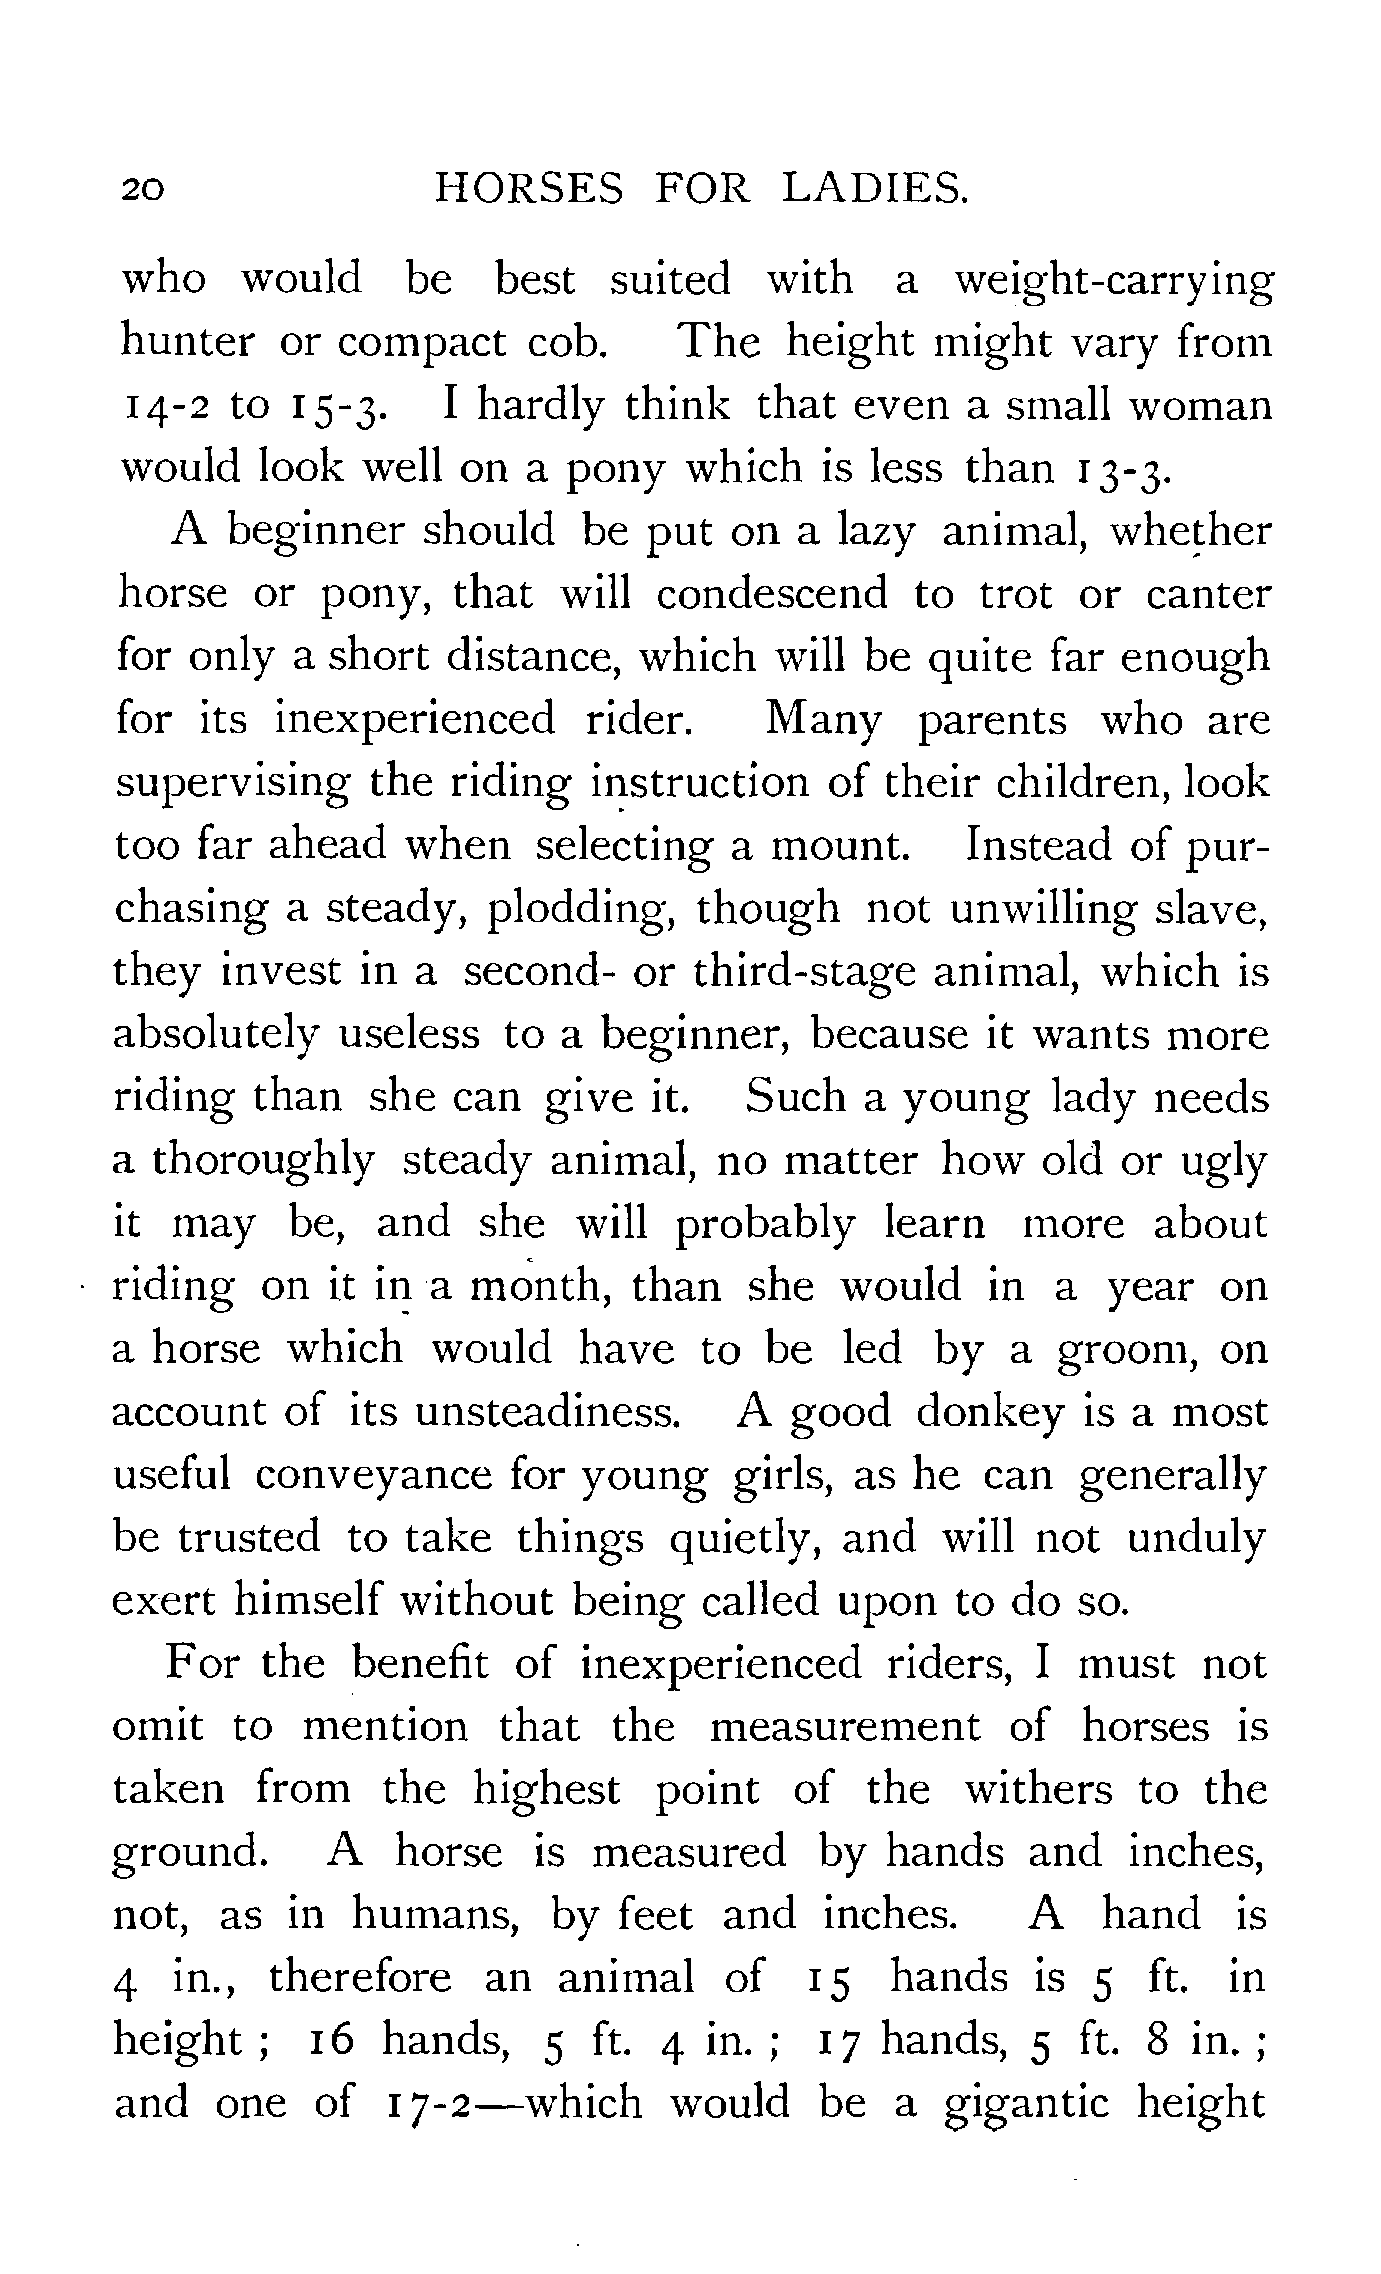 20 HORSES FOR LADIES.
who would be best suited with a weight-carrying
hunter or compact cob. The height might vary from
14-2 to 15-3. I hardly think that even a small woman
would look well on a pony which is less than 13-3.
A beginner should be put on a lazy animal, whether
horse or pony, that will condescend to trot or canter
for only a short distance, which will be quite far enough
for its inexperienced rider. Many parents who are
supervising the riding instruction of their children, look
too far ahead when selecting a mount. Instead of pur-
chasing a steady, plodding, though not unwilling slave,
they invest in a second- or third-stage animal, which is
absolutely useless to a beginner, because it wants more
riding than she can give it. Such a young lady needs
a thoroughly steady animal, no matter how old or ugly
it may be, and she will probably learn more about
riding on it in a month, than she would in a year on
a horse which would have to be led by a groom, on
account of its unsteadiness. A good donkey is a most
useful conveyance for young girls, as he can generally
be trusted to take things quietly, and will not unduly
exert himself without being called upon to do so.
For the benefit of inexperienced riders, I must not
omit to mention that the measurement of horses is
taken from the highest point of the withers to the
ground. A horse is measured by hands and inches,
not, as in humans, by feet and inches. A hand is
4 in., therefore an animal of 15 hands is 5 ft. in
height ; 16 hands, 5 ft. 4 in. ; 17 hands, 5 ft. 8 in. ;
and one of 17-2—which would be a gigantic height